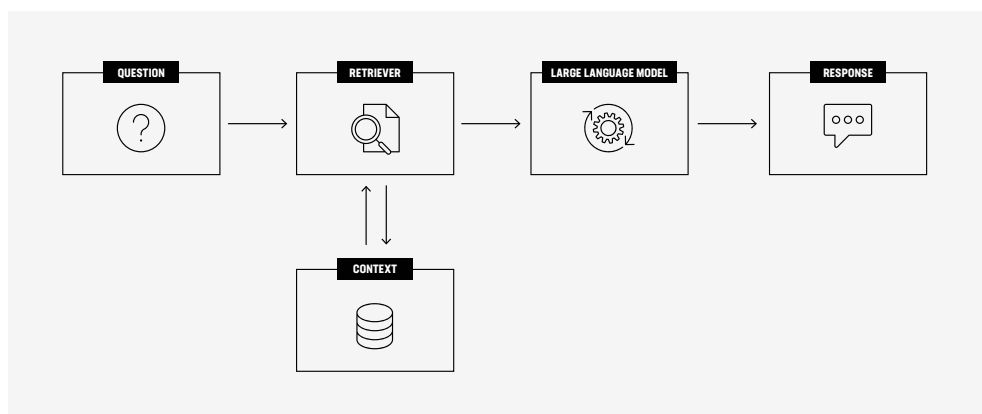 QUESTION
RETRIEVER
LARGE LANGUAGE MODEL
RESPONSE
CONTEXT